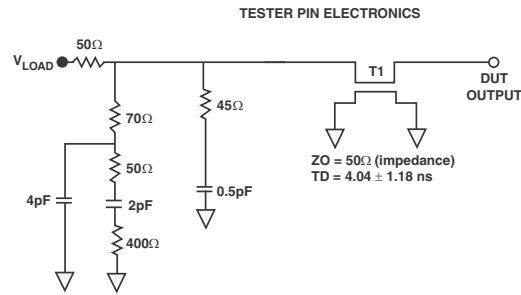 TESTER PIN ELECTRONICS
50Ω
VLOAD
T1
DUT
OUTPUT
70Ω
45Ω
50Ω
4pF
2pF
0.5pF
400Ω
ZO = 50Ω (impedance)
TD = 4.04 ± 1.18 ns